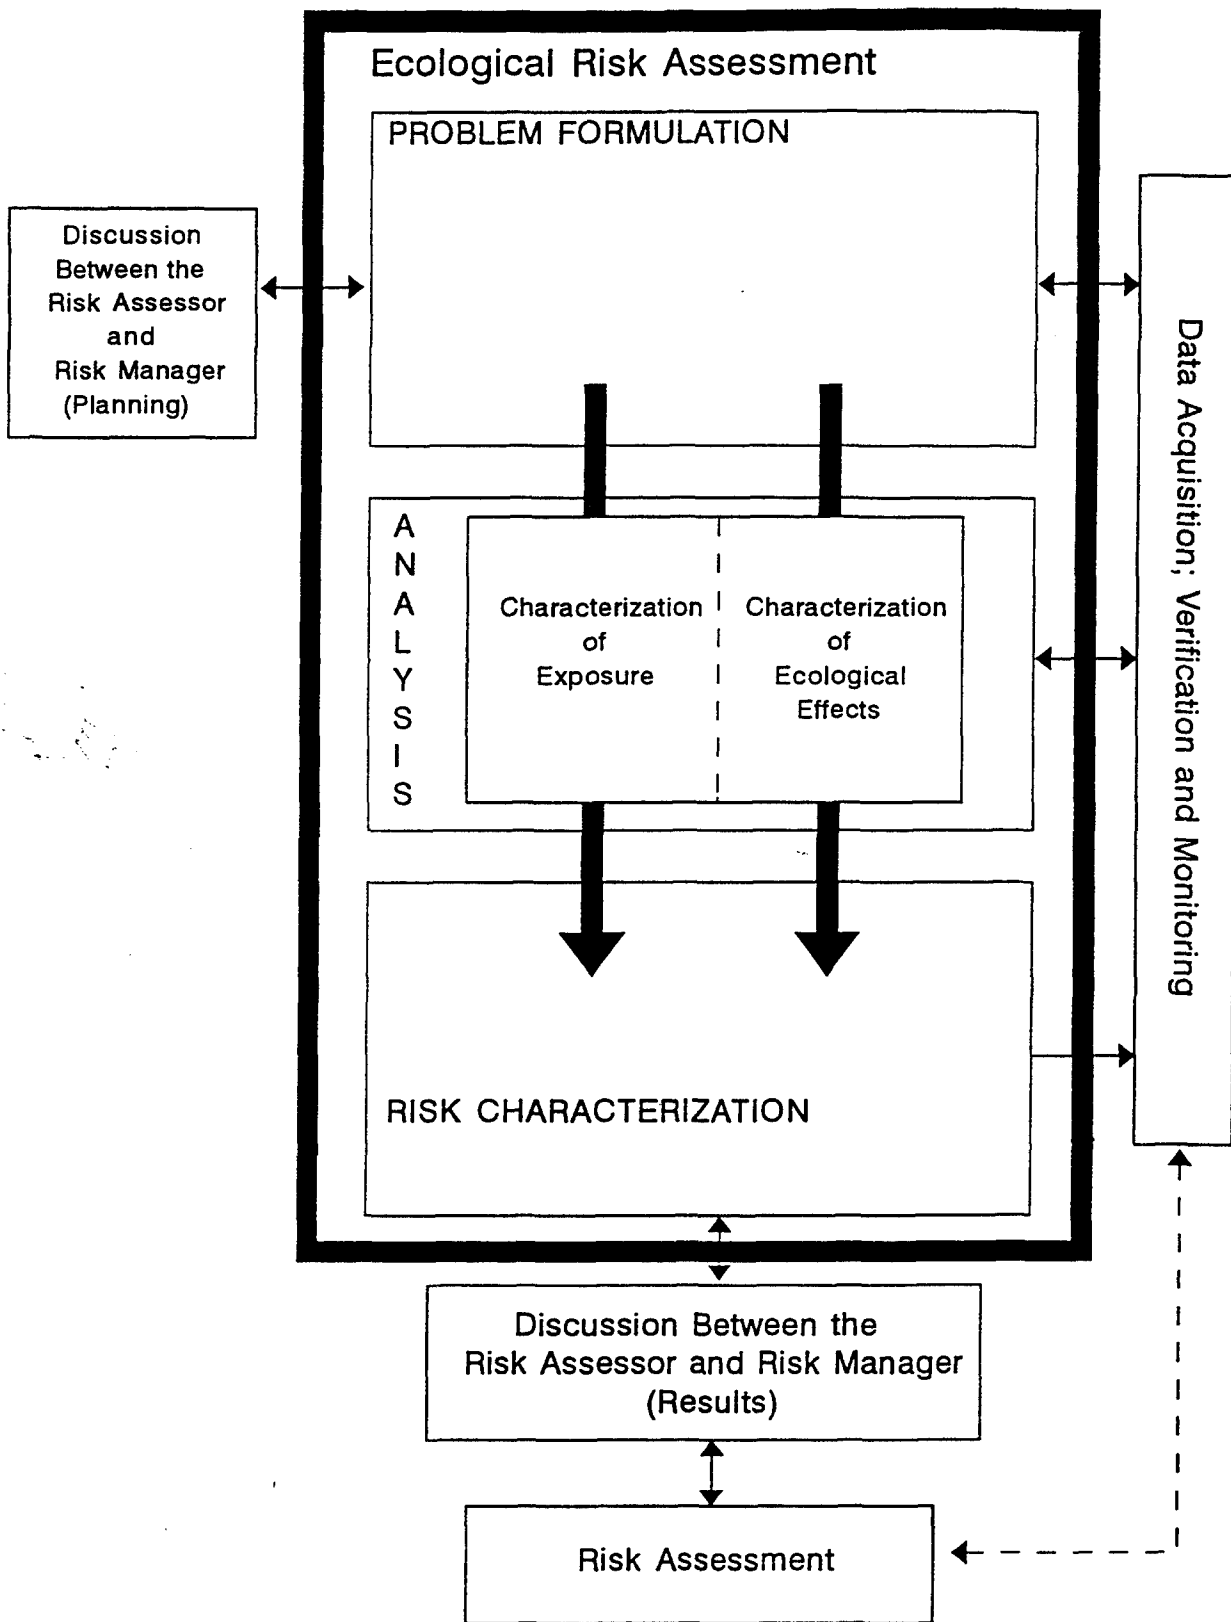 Ecological Risk Assessment
PROBLEM FORMULATION
Discussion
Between the
Risk Assessor
and
Risk Manager
(Planning)
Data Acquisition; Verification and Monitoring
ANALYSIS
Characterization
of
Exposure
Characterization
of
Ecological
Effects
RISK CHARACTERIZATION
Discussion Between the
Risk Assessor and Risk Manager
(Results)
Risk Assessment